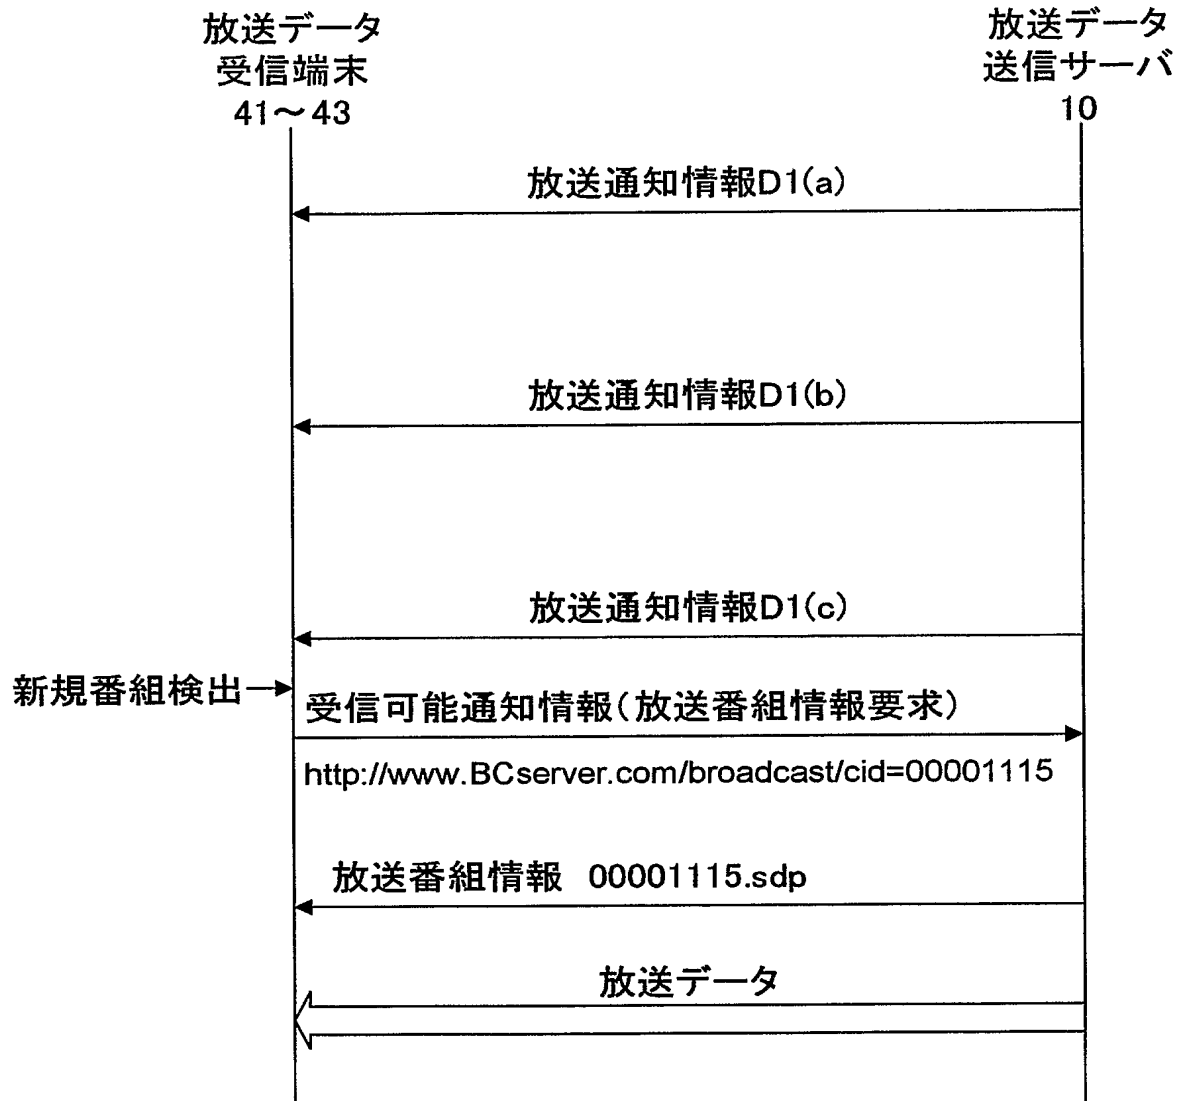 放送データ
受信端末
41～43
放送データ
送信サーバ
10
放送通知情報D1(a)
放送通知情報D1(b)
放送通知情報D1(c)
新規番組検出
受信可能通知情報(放送番組情報要求)
http://www.BCserver.com/broadcast/cid=00001115
放送番組情報　00001115.sdp
放送データ